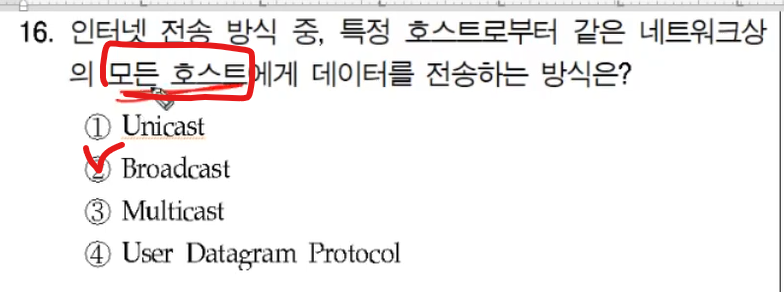 16. 인터넷 전송 방식 중, 특정 호스트로부터 같은 네트워크상
의 모든 호스트에게 데이터를 전송하는 방식은?
① Unicast
② Broadcast
③ Multicast
④ User Datagram Protocol